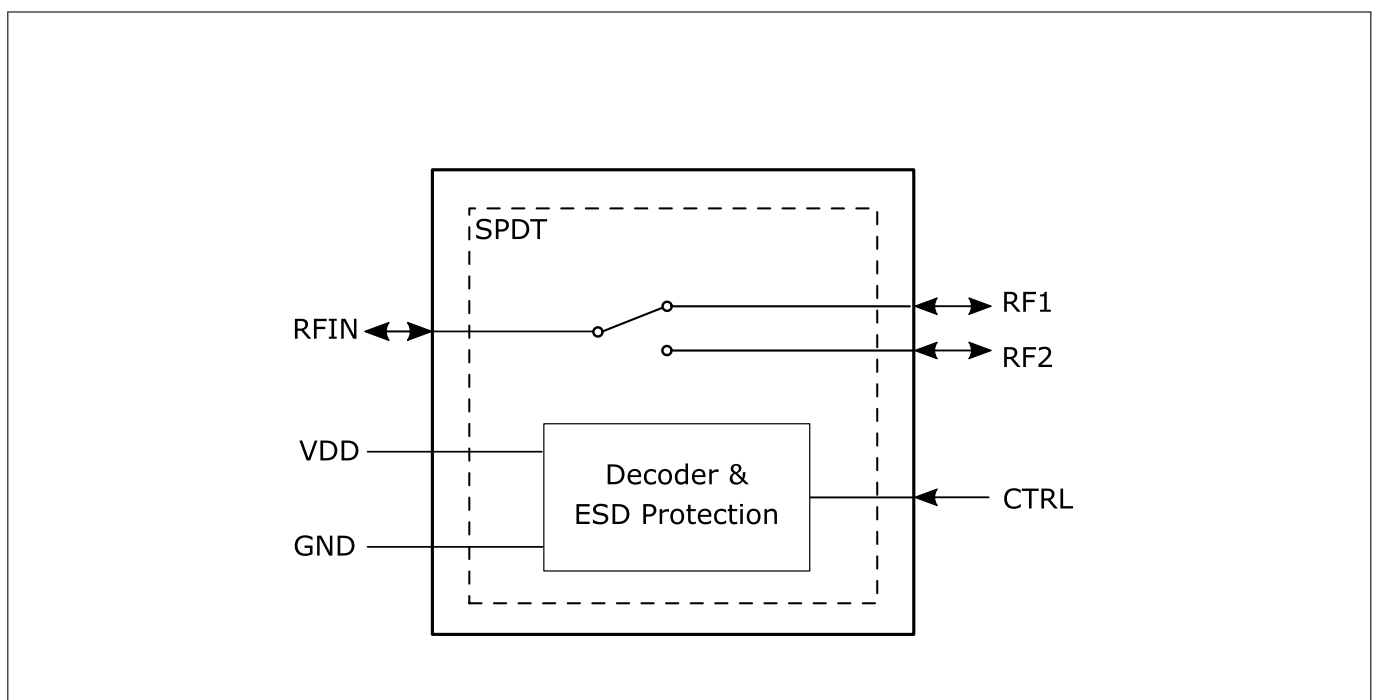 SPDT
RFIN
RF1
RF2
VDD
Decoder &
ESD Protection
CTRL
GND